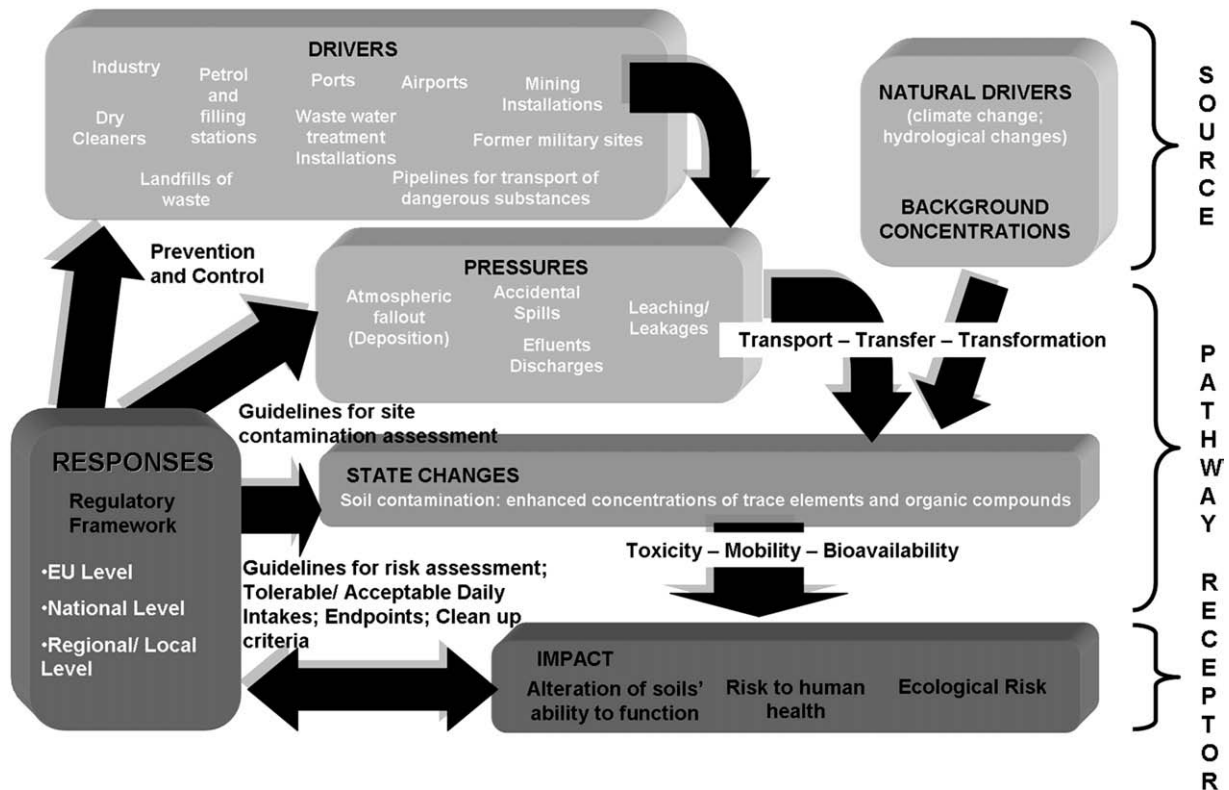 DRIVERS
Industry
Petrol
and
filling
stations
Ports
Airports
Mining
Installations
Dry
Cleaners
Waste water
treatment
Installations
Former military sites
Landfills of
waste
Pipelines for transport of
dangerous substances
NATURAL DRIVERS
(climate change;
hydrological changes)
BACKGROUND
CONCENTRATIONS
SOURCE
Prevention
and Control
PRESSURES
Atmospheric
fallout
(Deposition)
Accidental
Spills
Efluents
Discharges
Leaching/
Leakages
Transport – Transfer – Transformation
PATHWAY
Guidelines for site
contamination assessment
RESPONSES
Regulatory
Framework
•EU Level
•National Level
•Regional/ Local
Level
STATE CHANGES
Soil contamination: enhanced concentrations of trace elements and organic compounds
Toxicity – Mobility – Bioavailability
Guidelines for risk assessment;
Tolerable/ Acceptable Daily
Intakes; Endpoints; Clean up
criteria
IMPACT
Alteration of soils'
ability to function
Risk to human
health
Ecological Risk
RECEPTOR